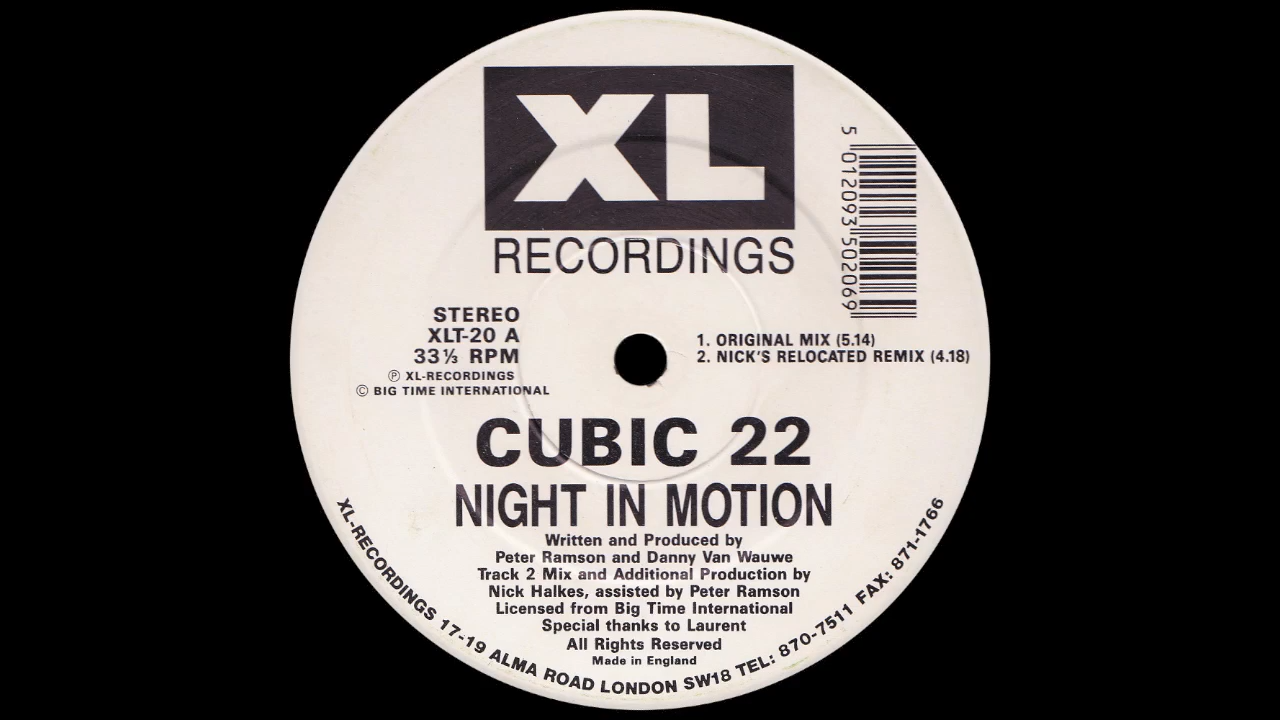 XL
RECORDINGS
5 012093 502069
STEREO
XLT-20 A
33⅓ RPM
℗ XL-RECORDINGS
© BIG TIME INTERNATIONAL
1. ORIGINAL MIX (5.14)
2. NICK'S RELOCATED REMIX (4.18)
CUBIC 22
NIGHT IN MOTION
Written and Produced by
Peter Ramson and Danny Van Wauwe
Track 2 Mix and Additional Production by
Nick Halkes, assisted by Peter Ramson
Licensed from Big Time International
Special thanks to Laurent
All Rights Reserved
Made in England
XL-RECORDINGS 17-19 ALMA ROAD LONDON SW18 TEL: 870-7511 FAX: 871-1766